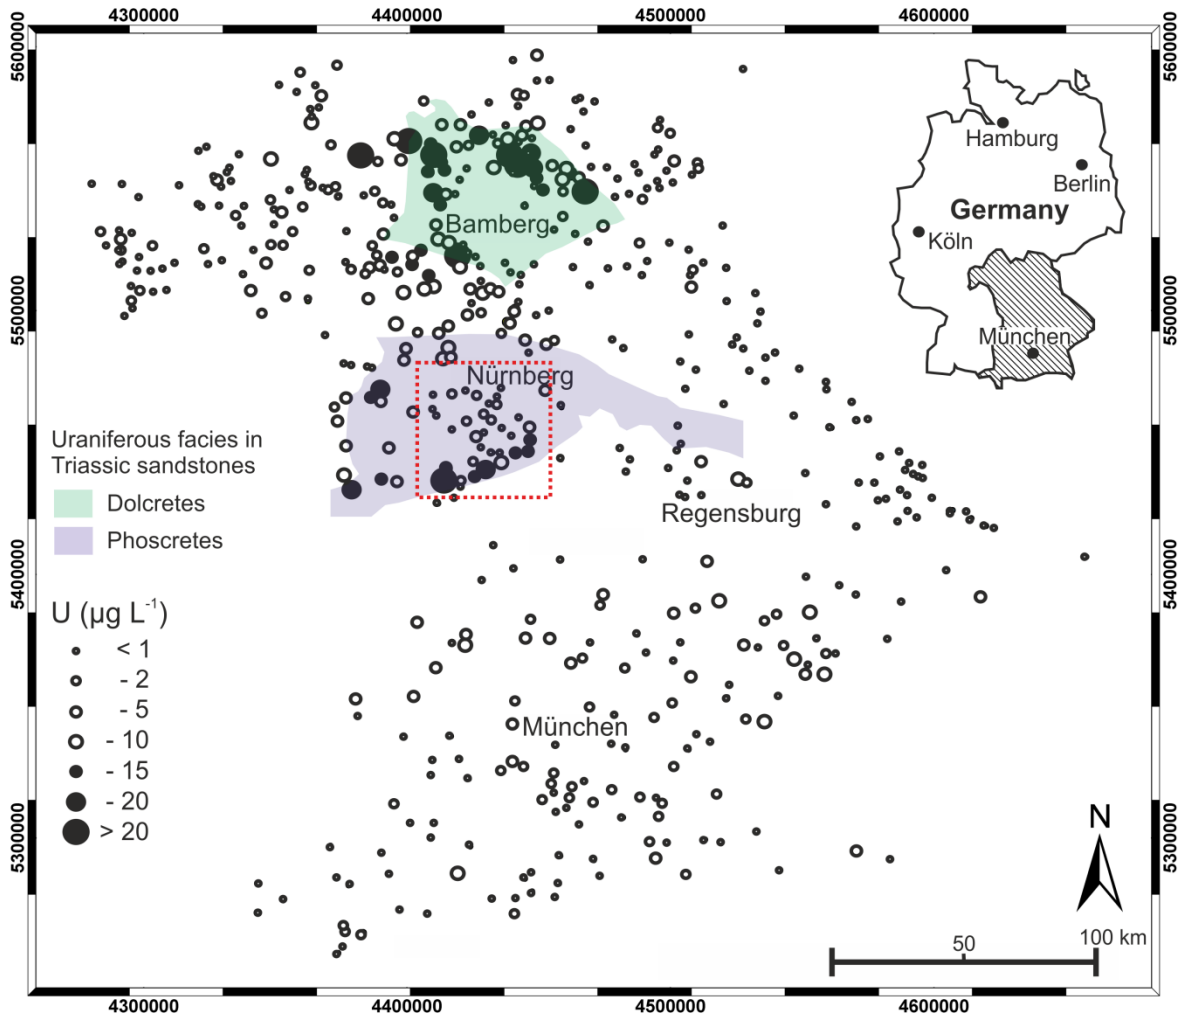 4300000 4400000 4500000 4600000
5600000
5600000
Hamburg
Berlin
Germany
Köln
München
Bamberg
5500000
5500000
Nürnberg
Uraniferous facies in
Triassic sandstones
Dolcretes
Phoscretes
Regensburg
5400000
5400000
U (µg L⁻¹)
< 1
- 2
- 5
- 10
- 15
- 20
> 20
München
5300000
5300000
N
50
100 km
4300000 4400000 4500000 4600000